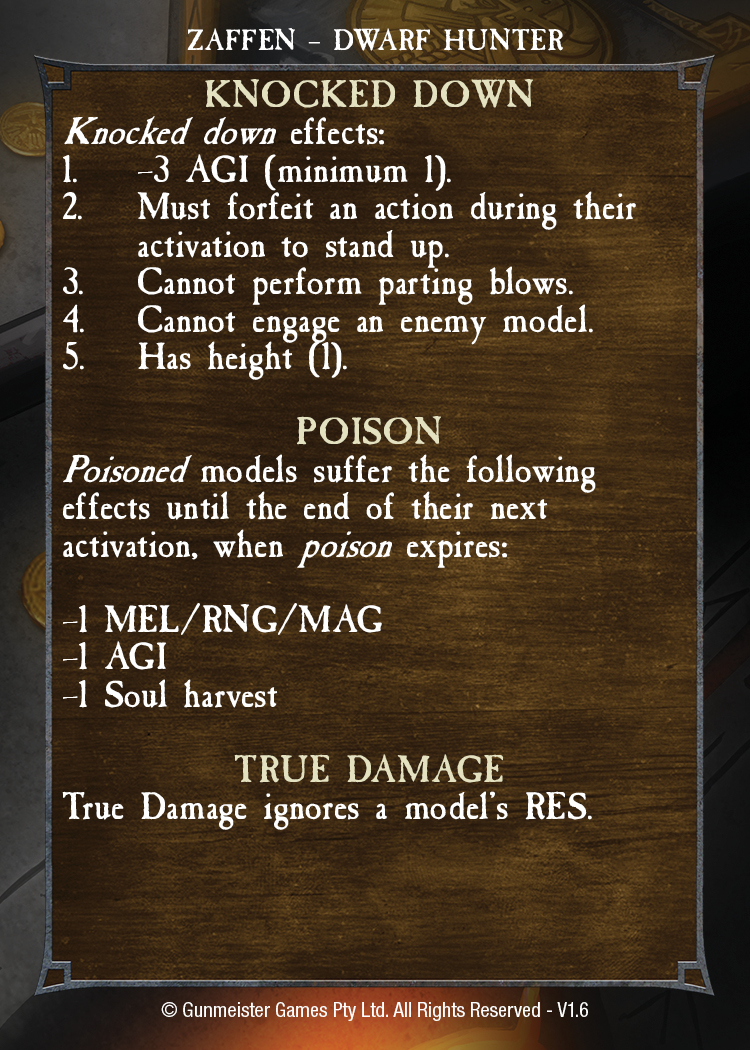 ZAFFEN – DWARF HUNTER
KNOCKED DOWN
Knocked down effects:
1. –3 AGI (minimum 1).
2. Must forfeit an action during their
activation to stand up.
3. Cannot perform parting blows.
4. Cannot engage an enemy model.
5. Has height (1).
POISON
Poisoned models suffer the following
effects until the end of their next
activation, when poison expires:
–1 MEL/RNG/MAG
–1 AGI
–1 Soul harvest
TRUE DAMAGE
True Damage ignores a model's RES.
© Gunmeister Games Pty Ltd. All Rights Reserved - V1.6